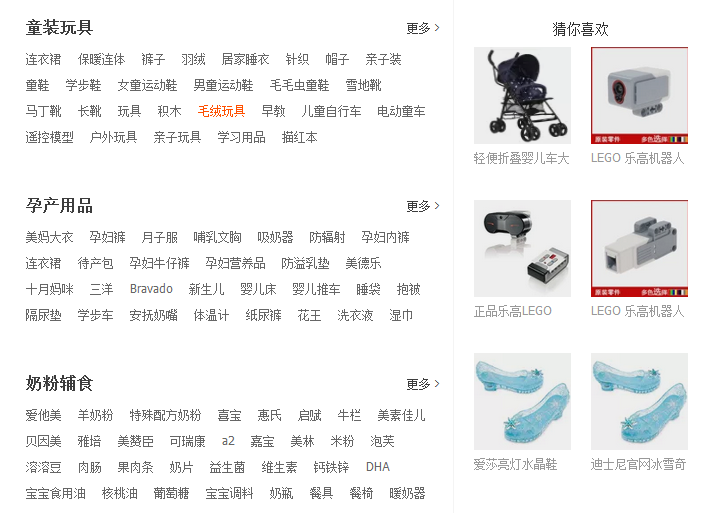 童装玩具 更多 >
连衣裙 保暖连体 裤子 羽绒 居家睡衣 针织 帽子 亲子装
童鞋 学步鞋 女童运动鞋 男童运动鞋 毛毛虫童鞋 雪地靴
马丁靴 长靴 玩具 积木 毛绒玩具 早教 儿童自行车 电动童车
遥控模型 户外玩具 亲子玩具 学习用品 描红本
孕产用品 更多 >
美妈大衣 孕妇裤 月子服 哺乳文胸 吸奶器 防辐射 孕妇内裤
连衣裙 待产包 孕妇牛仔裤 孕妇营养品 防溢乳垫 美德乐
十月妈咪 三洋 Bravado 新生儿 婴儿床 婴儿推车 睡袋 抱被
隔尿垫 学步车 安抚奶嘴 体温计 纸尿裤 花王 洗衣液 湿巾
奶粉辅食 更多 >
爱他美 羊奶粉 特殊配方奶粉 喜宝 惠氏 启赋 牛栏 美素佳儿
贝因美 雅培 美赞臣 可瑞康 a2 嘉宝 美林 米粉 泡芙
溶溶豆 肉肠 果肉条 奶片 益生菌 维生素 钙铁锌 DHA
宝宝食用油 核桃油 葡萄糖 宝宝调料 奶瓶 餐具 餐椅 暖奶器
猜你喜欢
原装零件 多色选择
轻便折叠婴儿车大 LEGO 乐高机器人
原装零件 多色选择
正品乐高LEGO LEGO 乐高机器人
爱莎亮灯水晶鞋 迪士尼官网冰雪奇